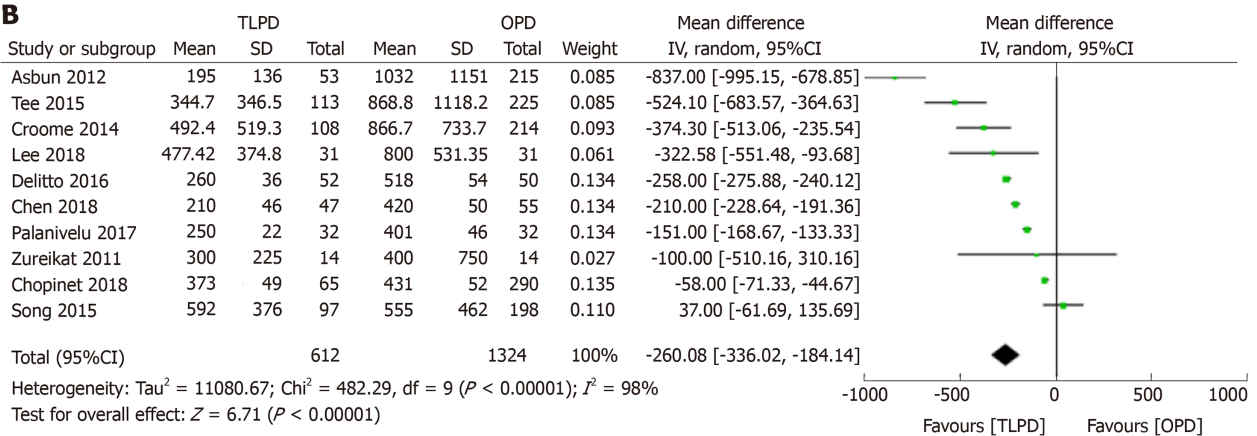 B
TLPD OPD Mean difference Mean difference
Study or subgroup Mean SD Total Mean SD Total Weight IV, random, 95%CI IV, random, 95%CI
Asbun 2012 195 136 53 1032 1151 215 0.085 -837.00 [-995.15, -678.85]
Tee 2015 344.7 346.5 113 868.8 1118.2 225 0.085 -524.10 [-683.57, -364.63]
Croome 2014 492.4 519.3 108 866.7 733.7 214 0.093 -374.30 [-513.06, -235.54]
Lee 2018 477.42 374.8 31 800 531.35 31 0.061 -322.58 [-551.48, -93.68]
Delitto 2016 260 36 52 518 54 50 0.134 -258.00 [-275.88, -240.12]
Chen 2018 210 46 47 420 50 55 0.134 -210.00 [-228.64, -191.36]
Palanivelu 2017 250 22 32 401 46 32 0.134 -151.00 [-168.67, -133.33]
Zureikat 2011 300 225 14 400 750 14 0.027 -100.00 [-510.16, 310.16]
Chopinet 2018 373 49 65 431 52 290 0.135 -58.00 [-71.33, -44.67]
Song 2015 592 376 97 555 462 198 0.110 37.00 [-61.69, 135.69]
Total (95%CI) 612 1324 100% -260.08 [-336.02, -184.14]
Heterogeneity: Tau² = 11080.67; Chi² = 482.29, df = 9 (P < 0.00001); I² = 98%
Test for overall effect: Z = 6.71 (P < 0.00001)
-1000 -500 0 500 1000
Favours [TLPD] Favours [OPD]